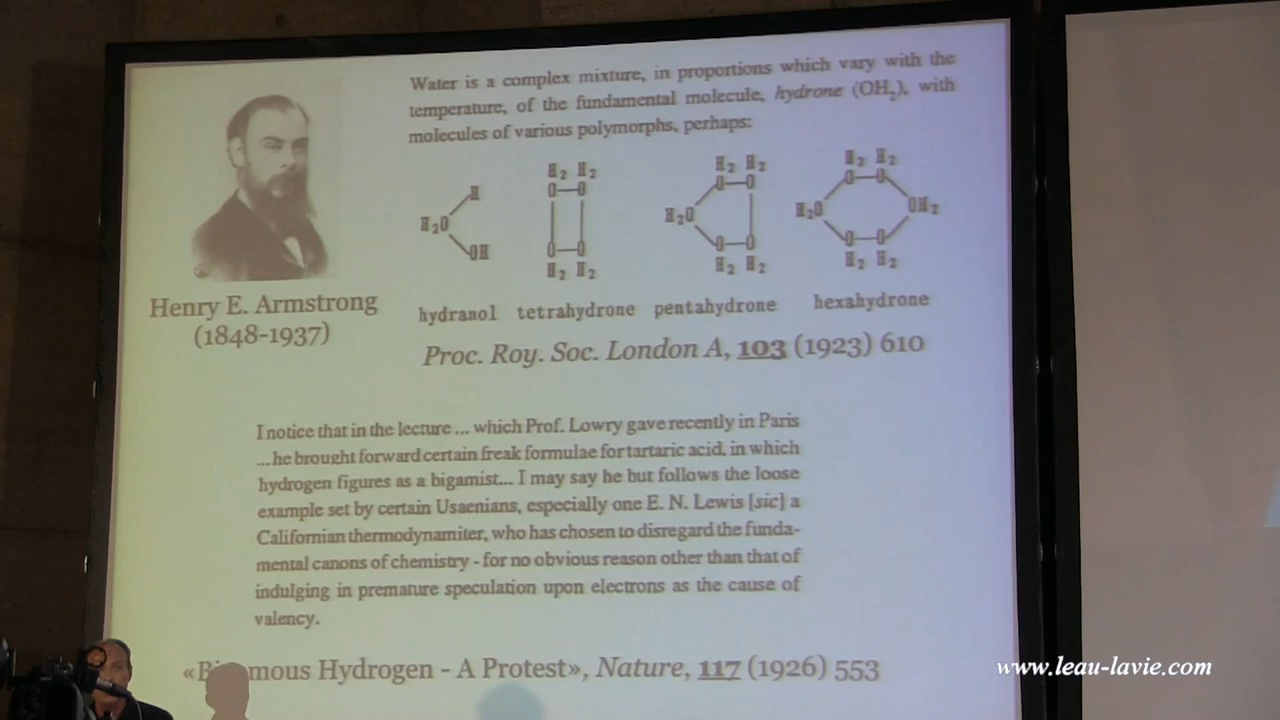 Water is a complex mixture, in proportions which vary with the
temperature, of the fundamental molecule, hydrone (OH₂), with
molecules of various polymorphs, perhaps:
H₂O H OH
H₂ H₂ O—O O—O H₂ H₂
H₂ H₂ O—O H₂O O—O H₂ H₂
H₂ H₂ O—O H₂O OH₂ O—O H₂ H₂
hydranol tetrahydrone pentahydrone hexahydrone
Henry E. Armstrong
(1848-1937)
Proc. Roy. Soc. London A, 103 (1923) 610
I notice that in the lecture ... which Prof. Lowry gave recently in Paris
...he brought forward certain freak formulae for tartaric acid, in which
hydrogen figures as a bigamist... I may say he but follows the loose
example set by certain Usaenians, especially one E. N. Lewis [sic] a
Californian thermodynamiter, who has chosen to disregard the funda-
mental canons of chemistry - for no obvious reason other than that of
indulging in premature speculation upon electrons as the cause of
valency.
Hydrogen - A Protest», Nature, 117 (1926) 553
www.leau-lavie.com